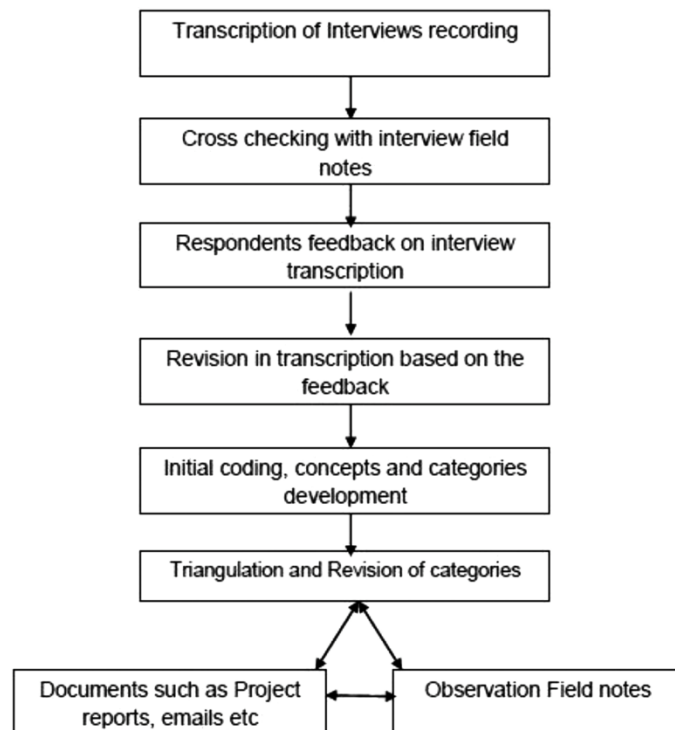 Transcription of Interviews recording
Cross checking with interview field
notes
Respondents feedback on interview
transcription
Revision in transcription based on the
feedback
Initial coding, concepts and categories
development
Triangulation and Revision of categories
Documents such as Project
reports, emails etc
Observation Field notes